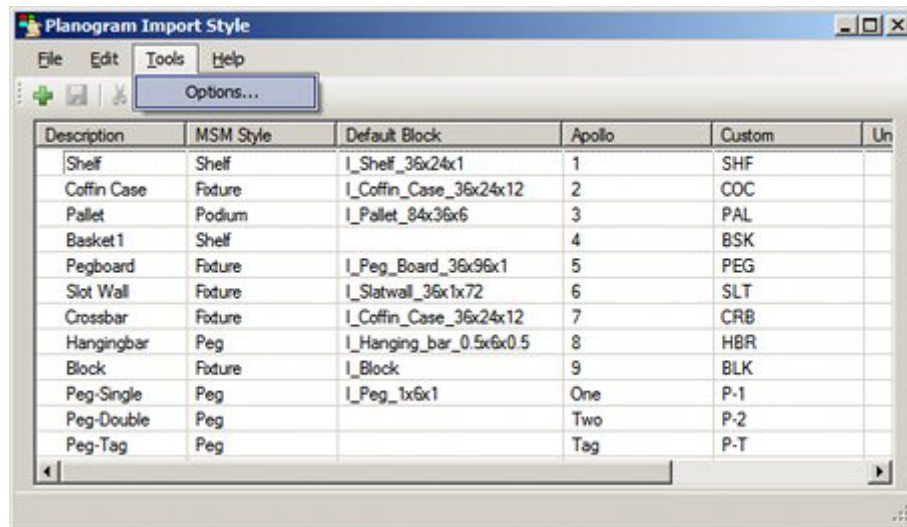 Planogram Import Style
File Edit Tools Help
Options...
Description MSM Style Default Block Apollo Custom Un
Shelf Shelf I_Shelf_36x24x1 1 SHF
Coffin Case Fixture I_Coffin_Case_36x24x12 2 COC
Pallet Podium I_Pallet_84x36x6 3 PAL
Basket1 Shelf 4 BSK
Pegboard Fixture I_Peg_Board_36x96x1 5 PEG
Slot Wall Fixture I_Slatwall_36x1x72 6 SLT
Crossbar Fixture I_Coffin_Case_36x24x12 7 CRB
Hangingbar Peg I_Hanging_bar_0.5x6x0.5 8 HBR
Block Fixture I_Block 9 BLK
Peg-Single Peg I_Peg_1x6x1 One P-1
Peg-Double Peg Two P-2
Peg-Tag Peg Tag P-T